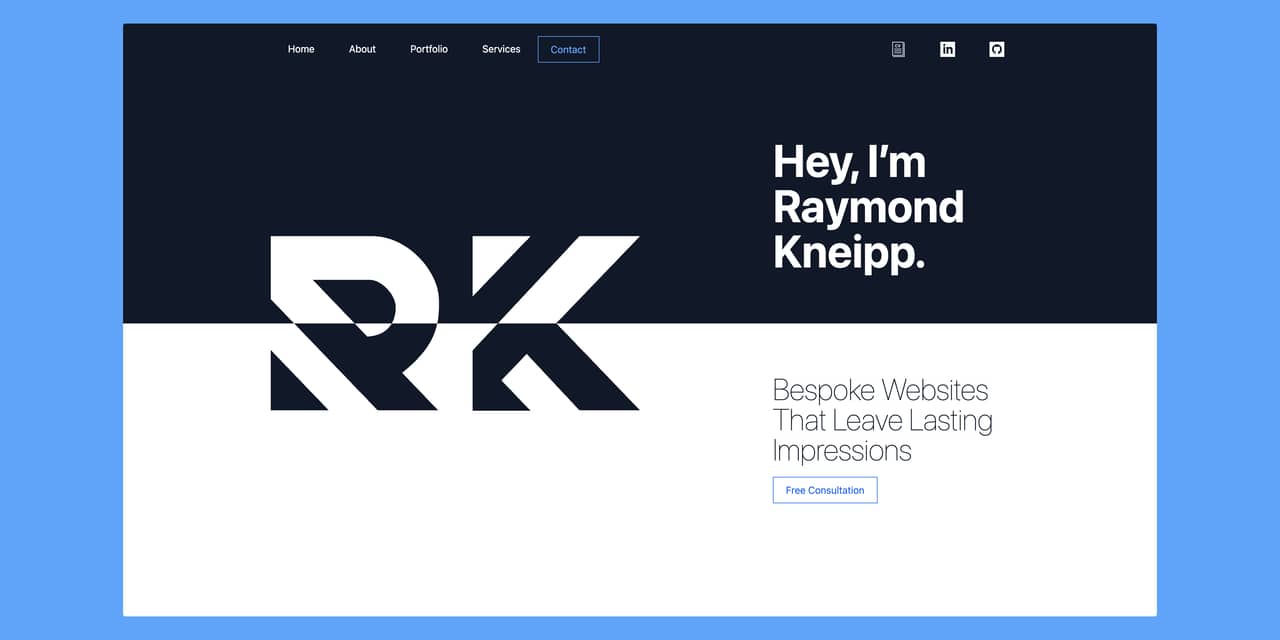 Home About Portfolio Services Contact
Hey, I’m
Raymond
Kneipp.
RK
Bespoke Websites
That Leave Lasting
Impressions
Free Consultation